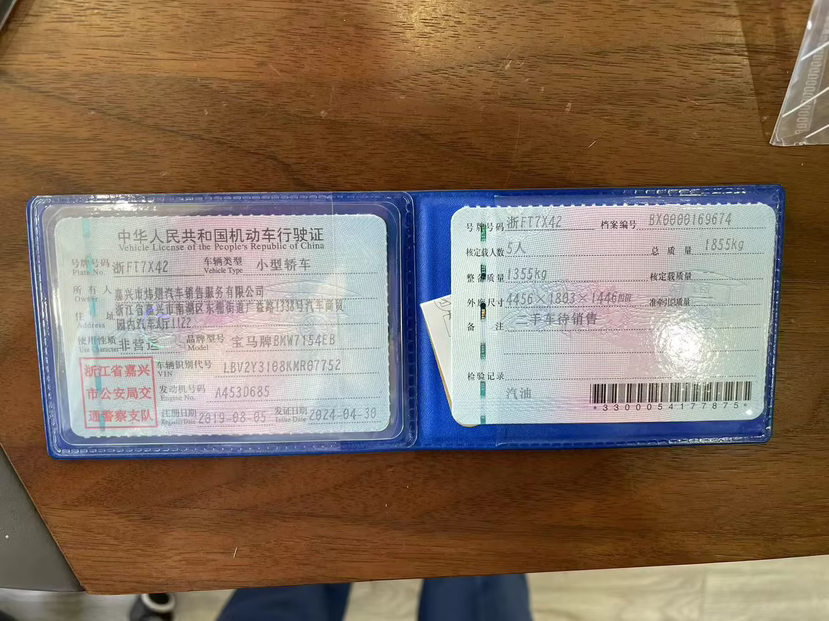 中华人民共和国机动车行驶证
Vehicle License of the People's Republic of China
号牌号码 浙FT7X42 车辆类型 小型轿车
Plate No. Vehicle Type
所有人 嘉兴市炜烟汽车销售服务有限公司
Owner
住址 浙江省嘉兴市南湖区东栅街道广益路1338号汽车商贸
Address 园内汽车A厅1122
使用性质 非营运 品牌型号 宝马牌BMW7154EB
Use Character Model
浙江省嘉兴
市公安局交
通警察支队
车辆识别代号 LBV2Y3108KMR07752
VIN
发动机号码 A453D685
Engine No.
注册日期 2019-08-05 发证日期 2024-04-30
Register Date Issue Date
号牌号码 浙FT7X42 档案编号 BX0000169674
核定载人数 5人 总质量 1855kg
整备质量 1355kg 核定载质量
外廓尺寸 4456×1803×1446mm 准牵引总质量
备注 二手车待销售
检验记录
汽油
*3300054177875*